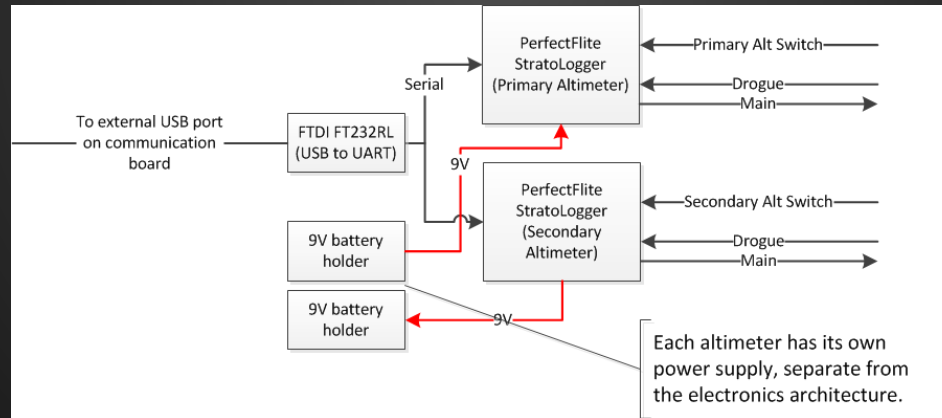 PerfectFlite
StratoLogger
(Primary Altimeter)
Primary Alt Switch
Drogue
Main
Serial
To external USB port
on communication
board
FTDI FT232RL
(USB to UART)
9V
PerfectFlite
StratoLogger
(Secondary
Altimeter)
Secondary Alt Switch
Drogue
Main
9V battery
holder
9V battery
holder
9V
Each altimeter has its own
power supply, separate from
the electronics architecture.